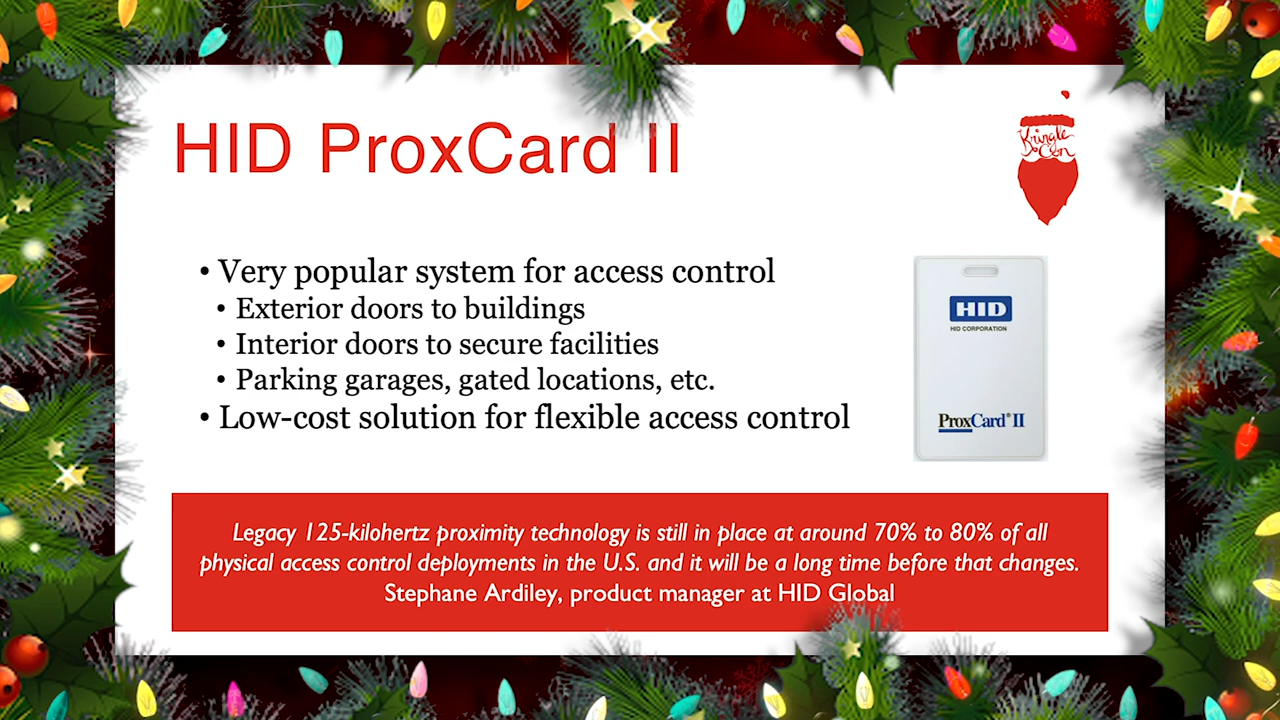 HID ProxCard II
Kringle
Con
• Very popular system for access control
• Exterior doors to buildings
• Interior doors to secure facilities
• Parking garages, gated locations, etc.
• Low-cost solution for flexible access control
HID
HID CORPORATION
ProxCard® II
Legacy 125-kilohertz proximity technology is still in place at around 70% to 80% of all
physical access control deployments in the U.S. and it will be a long time before that changes.
Stephane Ardiley, product manager at HID Global